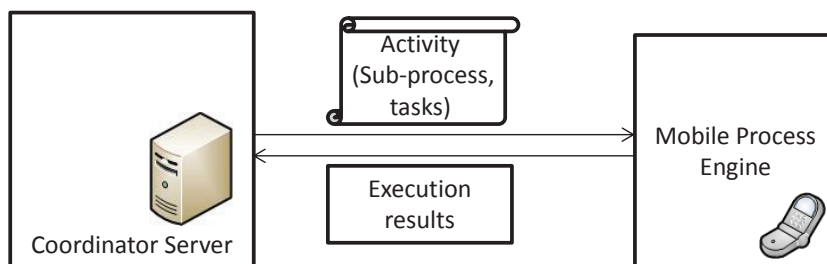 Activity
(Sub-process,
tasks)
Mobile Process
Engine
Execution
results
Coordinator Server